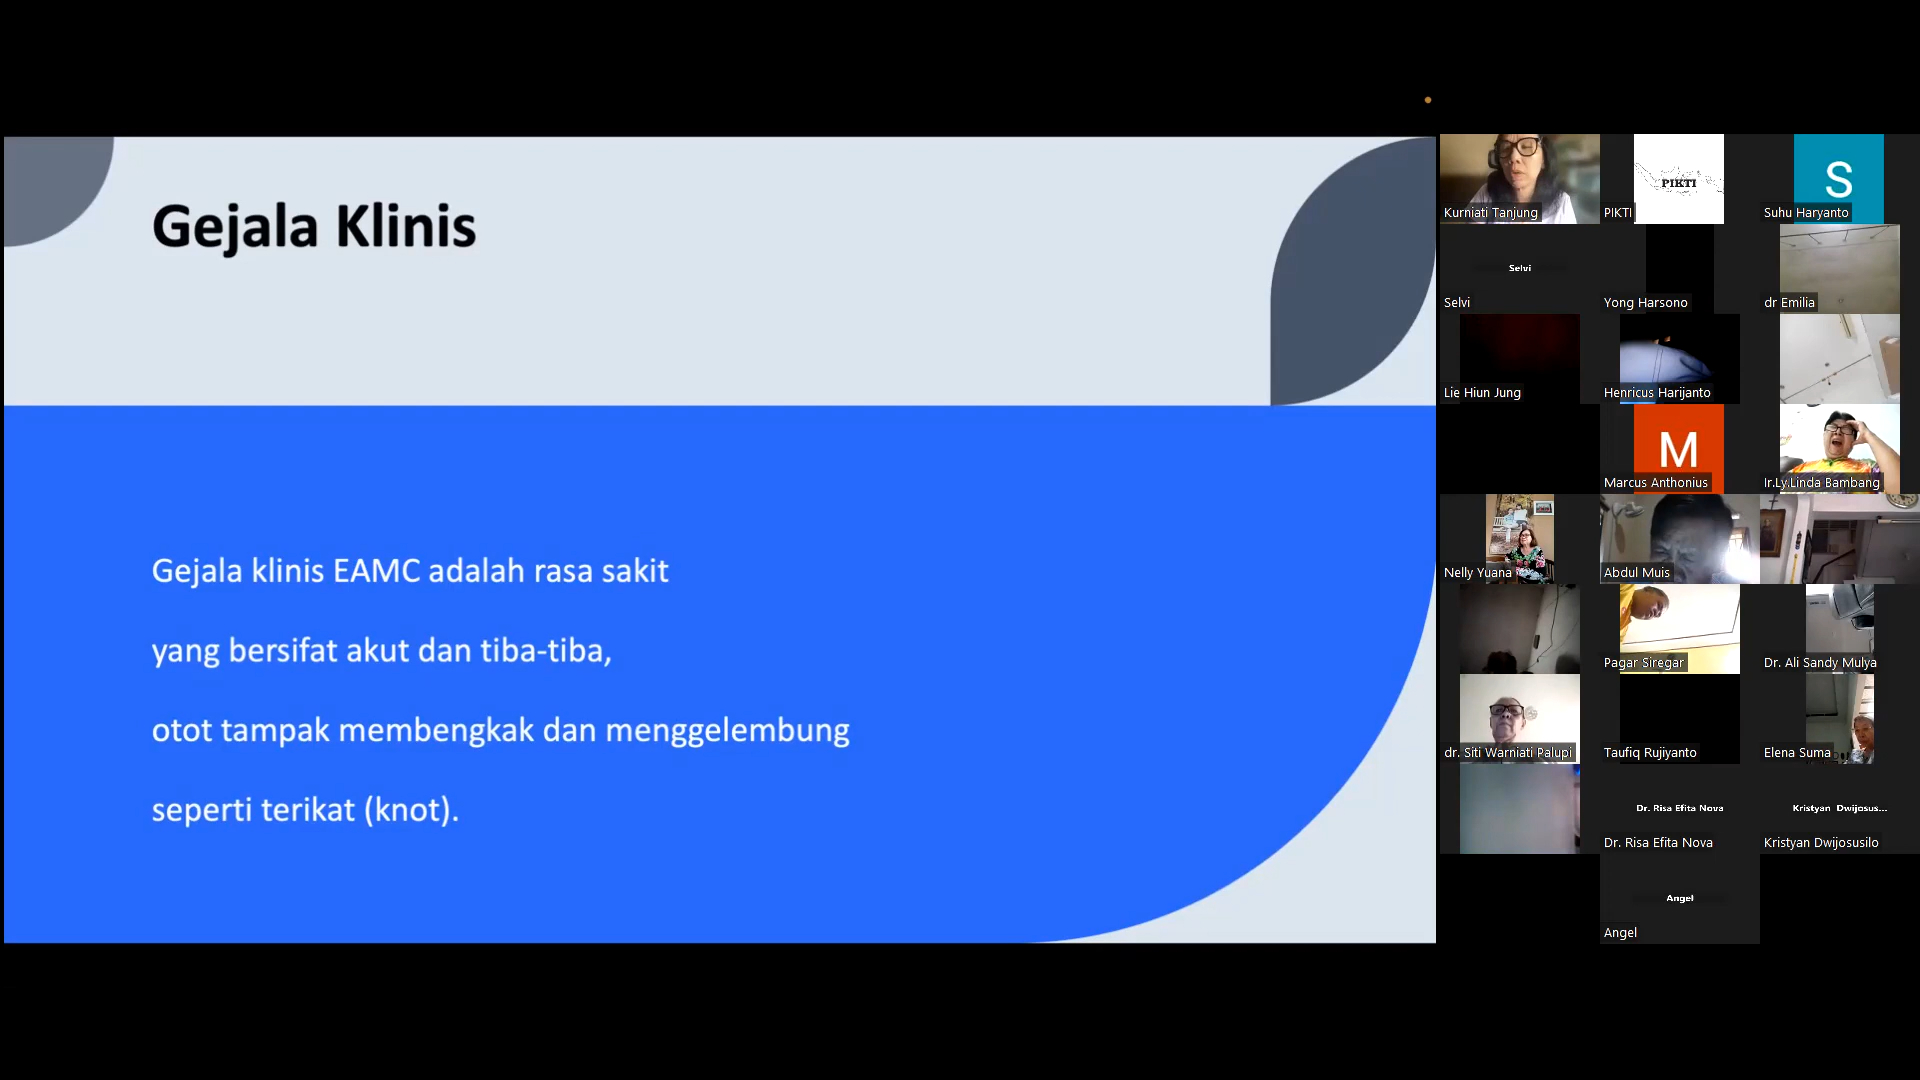 Gejala Klinis
Gejala klinis EAMC adalah rasa sakit
yang bersifat akut dan tiba-tiba,
otot tampak membengkak dan menggelembung
seperti terikat (knot).
Kurniati Tanjung
PIKTI
PIKTI
S
Suhu Haryanto
Selvi
Selvi
Yong Harsono
dr Emilia
Lie Hiun Jung
Henricus Harijanto
M
Marcus Anthonius
Ir.Ly.Linda Bambang
Nelly Yuana
Abdul Muis
Pagar Siregar
Dr. Ali Sandy Mulya
dr. Siti Warniati Palupi
Taufiq Rujiyanto
Elena Suma
Dr. Risa Efita Nova
Dr. Risa Efita Nova
Kristyan Dwijosus...
Kristyan Dwijosusilo
Angel
Angel